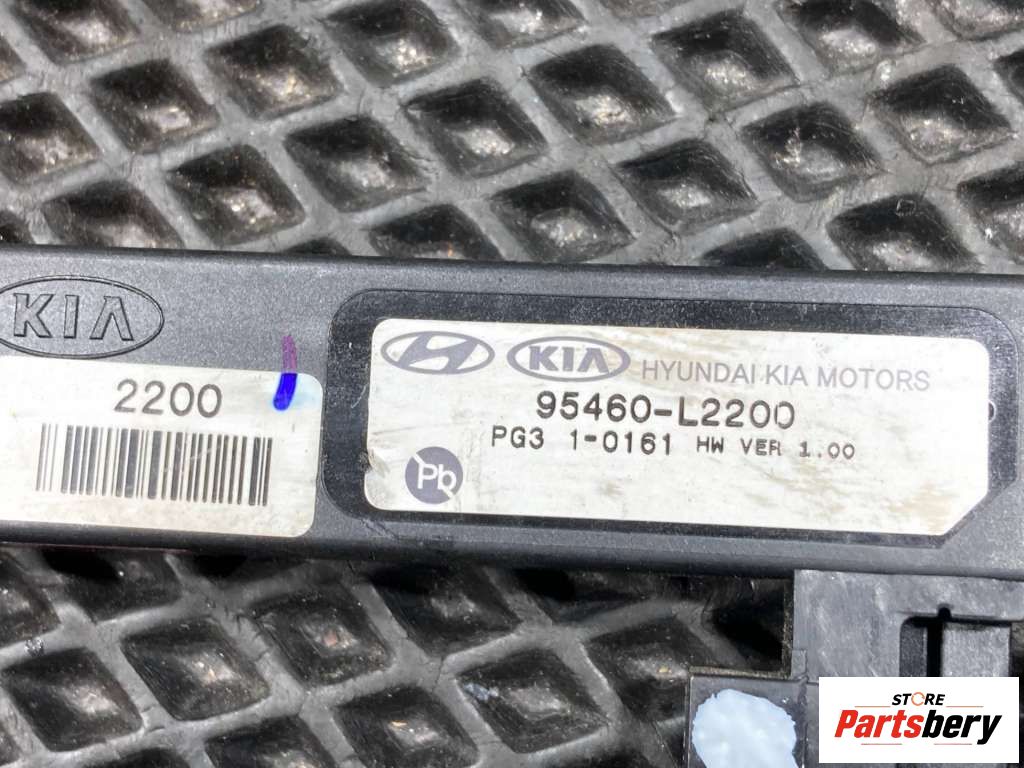 KIA
2200
KIA HYUNDAI KIA MOTORS
95460-L2200
PG3 1-0161 HW VER 1.00
Pb
STORE
Partsbery